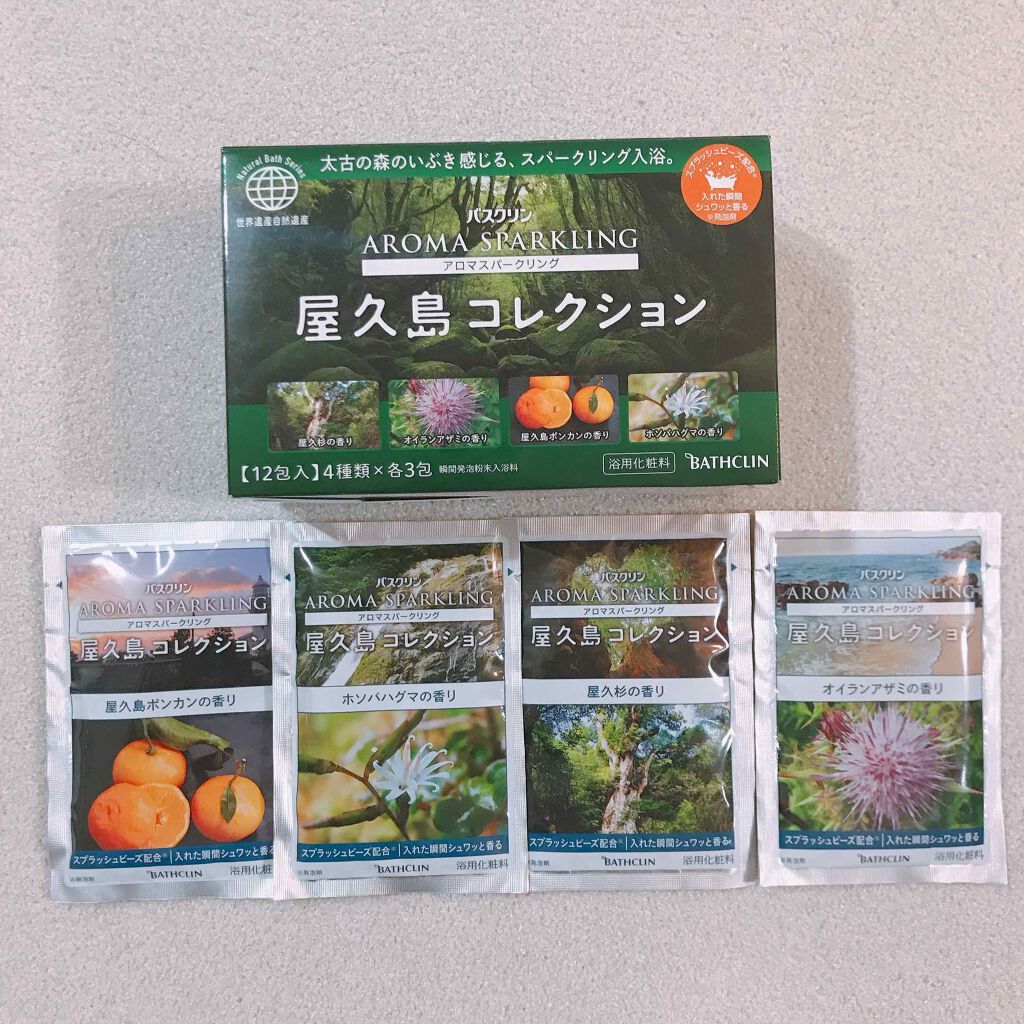 太古の森のいぶき感じる、スパークリング入浴。
Natural Bath Series
世界遺産自然遺産
スプラッシュビーズ配合※
入れた瞬間
シュワッと香る
※発泡剤
バスクリン
AROMA SPARKLING
アロマスパークリング
屋久島コレクション
屋久杉の香り
オイランアザミの香り
屋久島ポンカンの香り
ホソバハグマの香り
【12包入】4種類×各3包 瞬間発泡粉末入浴料
浴用化粧料
BATHCLIN
バスクリン
AROMA SPARKLING
アロマスパークリング
屋久島コレクション
屋久島ポンカンの香り
スプラッシュビーズ配合※ 入れた瞬間シュワッと香る
※発泡剤
BATHCLIN
浴用化粧料
バスクリン
AROMA SPARKLING
アロマスパークリング
屋久島コレクション
ホソバハグマの香り
スプラッシュビーズ配合※ 入れた瞬間シュワッと香る
※発泡剤
BATHCLIN
浴用化粧料
バスクリン
AROMA SPARKLING
アロマスパークリング
屋久島コレクション
屋久杉の香り
スプラッシュビーズ配合※ 入れた瞬間シュワッと香る
※発泡剤
BATHCLIN
浴用化粧料
バスクリン
AROMA SPARKLING
アロマスパークリング
屋久島コレクション
オイランアザミの香り
スプラッシュビーズ配合※ 入れた瞬間シュワッと香る
※発泡剤
BATHCLIN
浴用化粧料